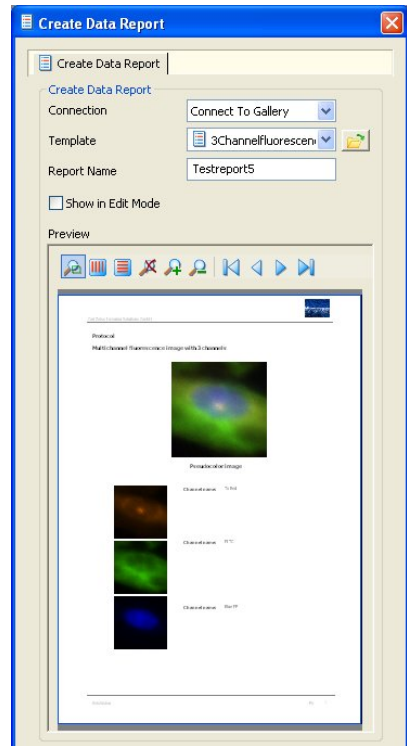 Create Data Report
Create Data Report
Create Data Report
Connection Connect To Gallery
Template 3Channelfluorescen
Report Name Testreport5
Show in Edit Mode
Preview
Protocol
Multichannel fluorescence image with 3 channels
Pseudocolor Image
Channel name
Channel name FITC
Channel name